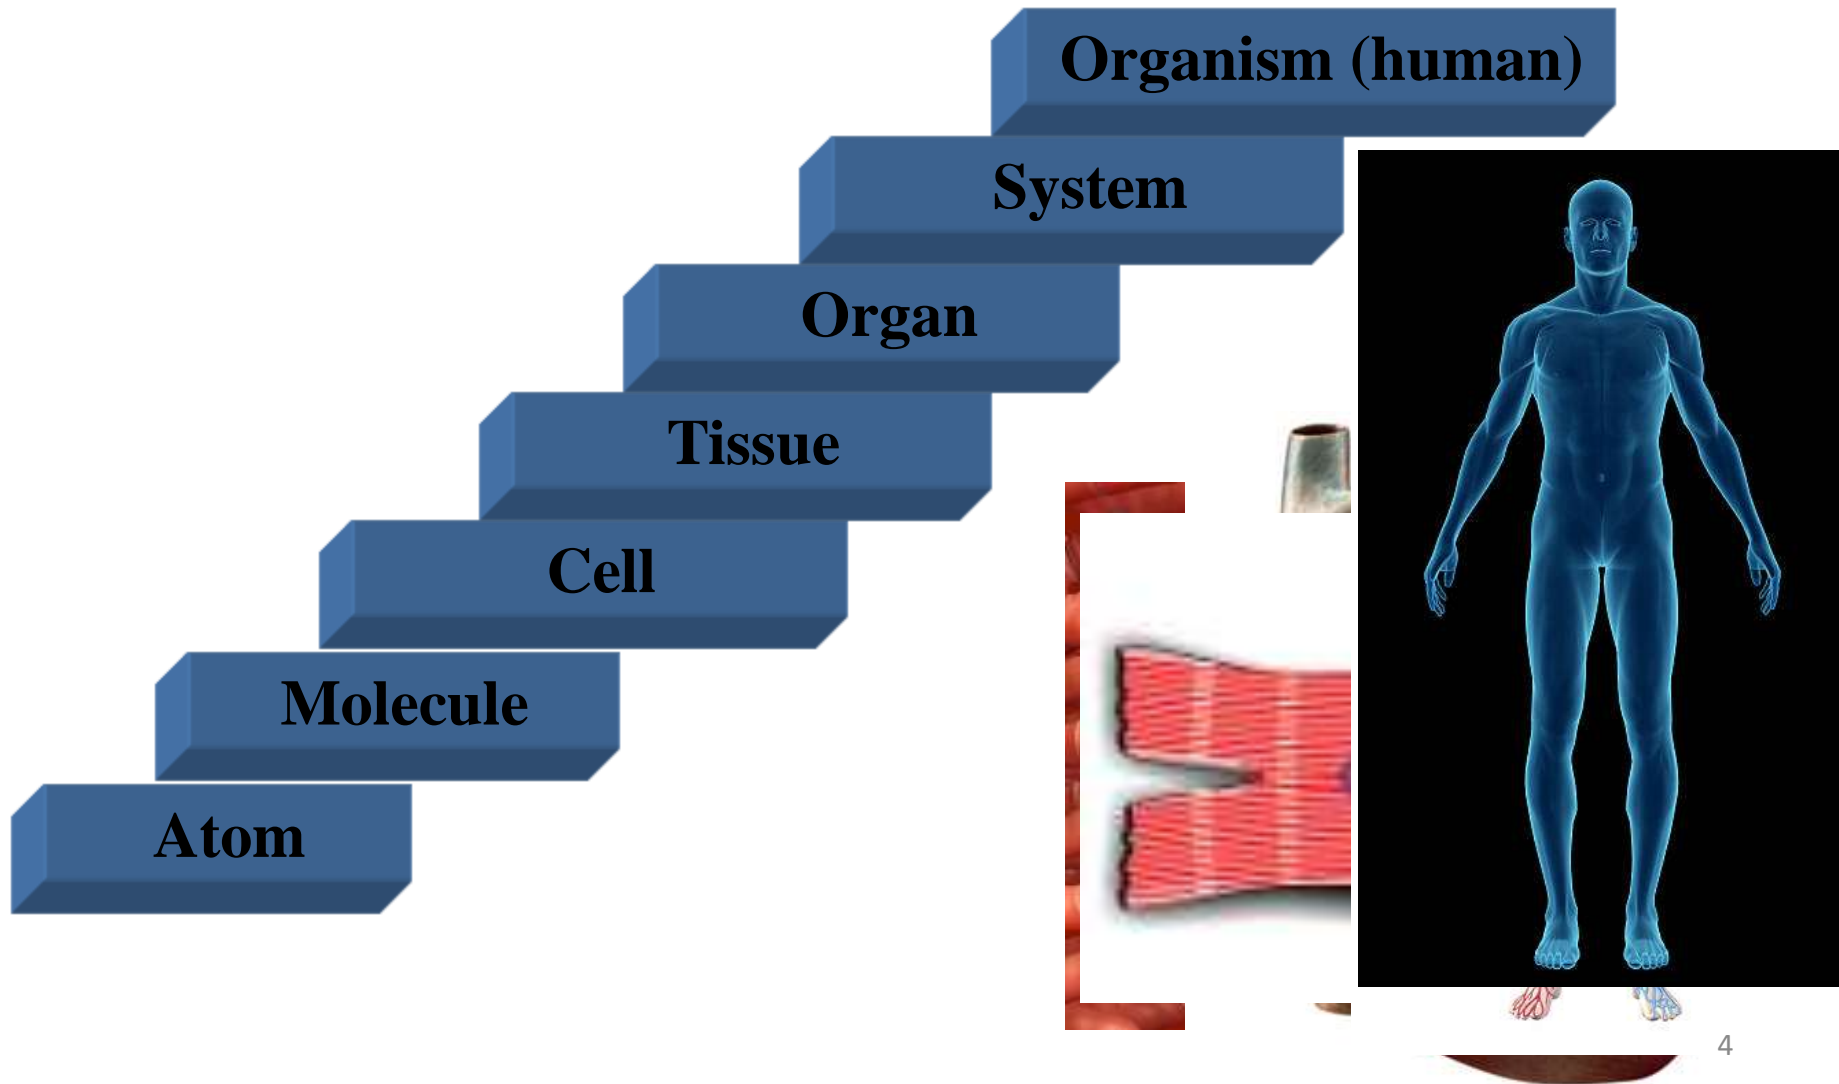 Organism (human)
System
Organ
Tissue
Cell
Molecule
Atom
4